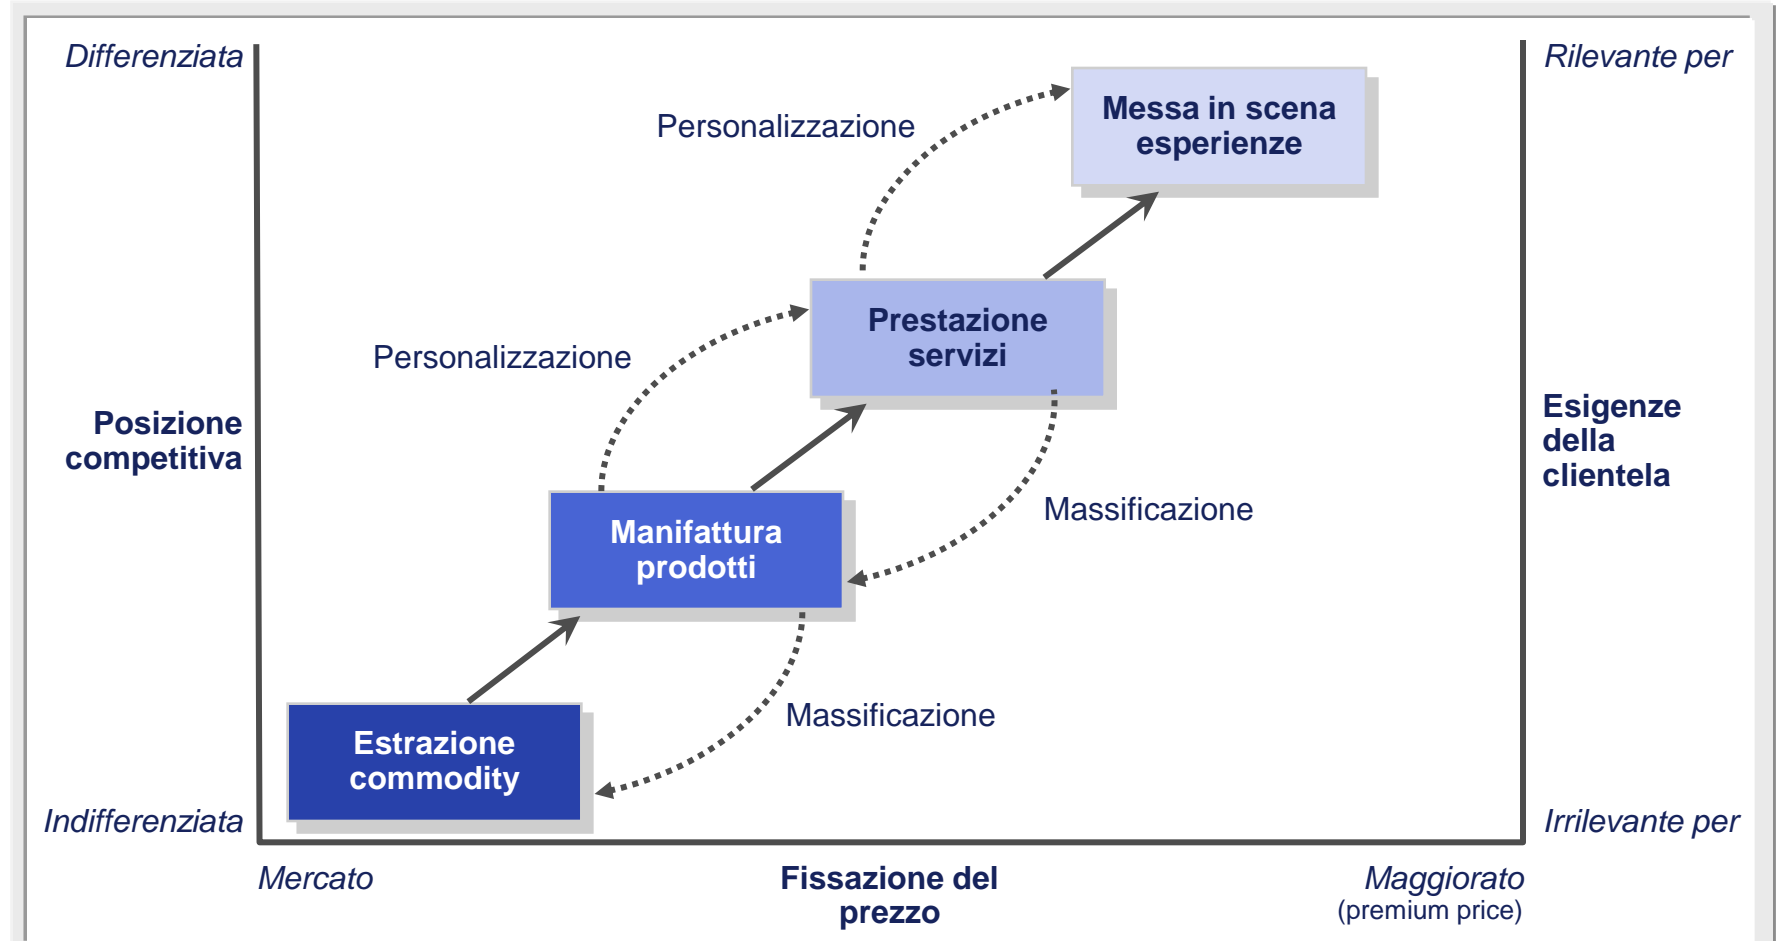 Differenziata
Rilevante per
Messa in scena
esperienze
Personalizzazione
Prestazione
servizi
Personalizzazione
Posizione
competitiva
Esigenze
della
clientela
Massificazione
Manifattura
prodotti
Massificazione
Estrazione
commodity
Indifferenziata
Irrilevante per
Mercato
Fissazione del
prezzo
Maggiorato
(premium price)